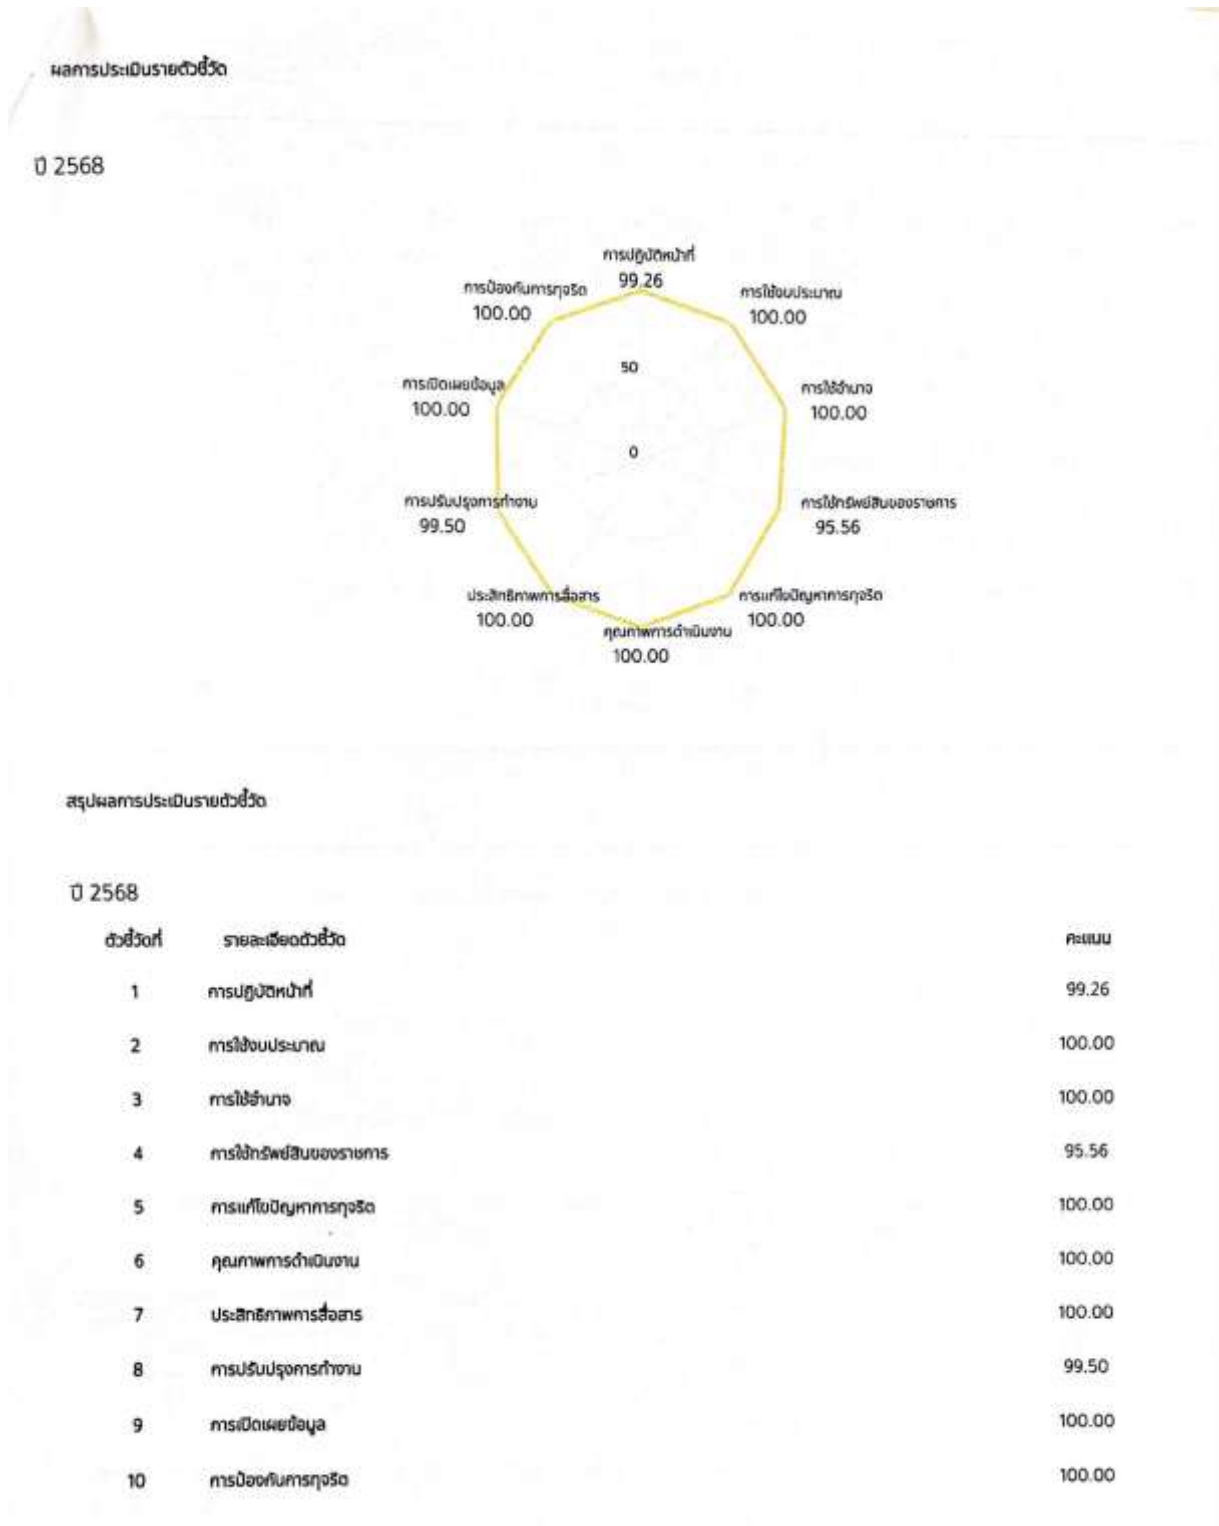 ผลการประเมินรายตัวชี้วัด
ปี 2568
การปฏิบัติหน้าที่
99.26
การป้องกันการทุจริต
100.00
การใช้งบประมาณ
100.00
50
การเปิดเผยข้อมูล
100.00
การใช้อำนาจ
100.00
0
การปรับปรุงการทำงาน
99.50
การใช้ทรัพย์สินของราชการ
95.56
ประสิทธิภาพการสื่อสาร
100.00
การแก้ไขปัญหาการทุจริต
100.00
คุณภาพการดำเนินงาน
100.00
สรุปผลการประเมินรายตัวชี้วัด
ปี 2568
ตัวชี้วัดที่ รายละเอียดตัวชี้วัด คะแนน
1 การปฏิบัติหน้าที่ 99.26
2 การใช้งบประมาณ 100.00
3 การใช้อำนาจ 100.00
4 การใช้ทรัพย์สินของราชการ 95.56
5 การแก้ไขปัญหาการทุจริต 100.00
6 คุณภาพการดำเนินงาน 100.00
7 ประสิทธิภาพการสื่อสาร 100.00
8 การปรับปรุงการทำงาน 99.50
9 การเปิดเผยข้อมูล 100.00
10 การป้องกันการทุจริต 100.00